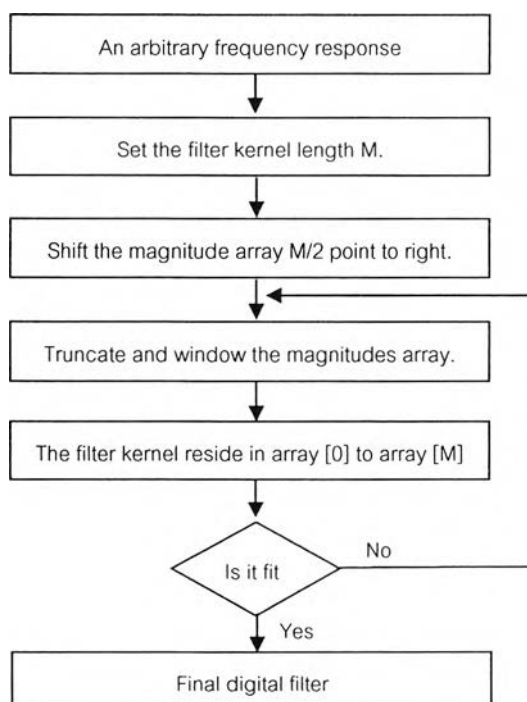 An arbitrary frequency response
Set the filter kernel length M.
Shift the magnitude array M/2 point to right.
Truncate and window the magnitudes array.
The filter kernel reside in array [0] to array [M]
Is it fit
No
Yes
Final digital filter